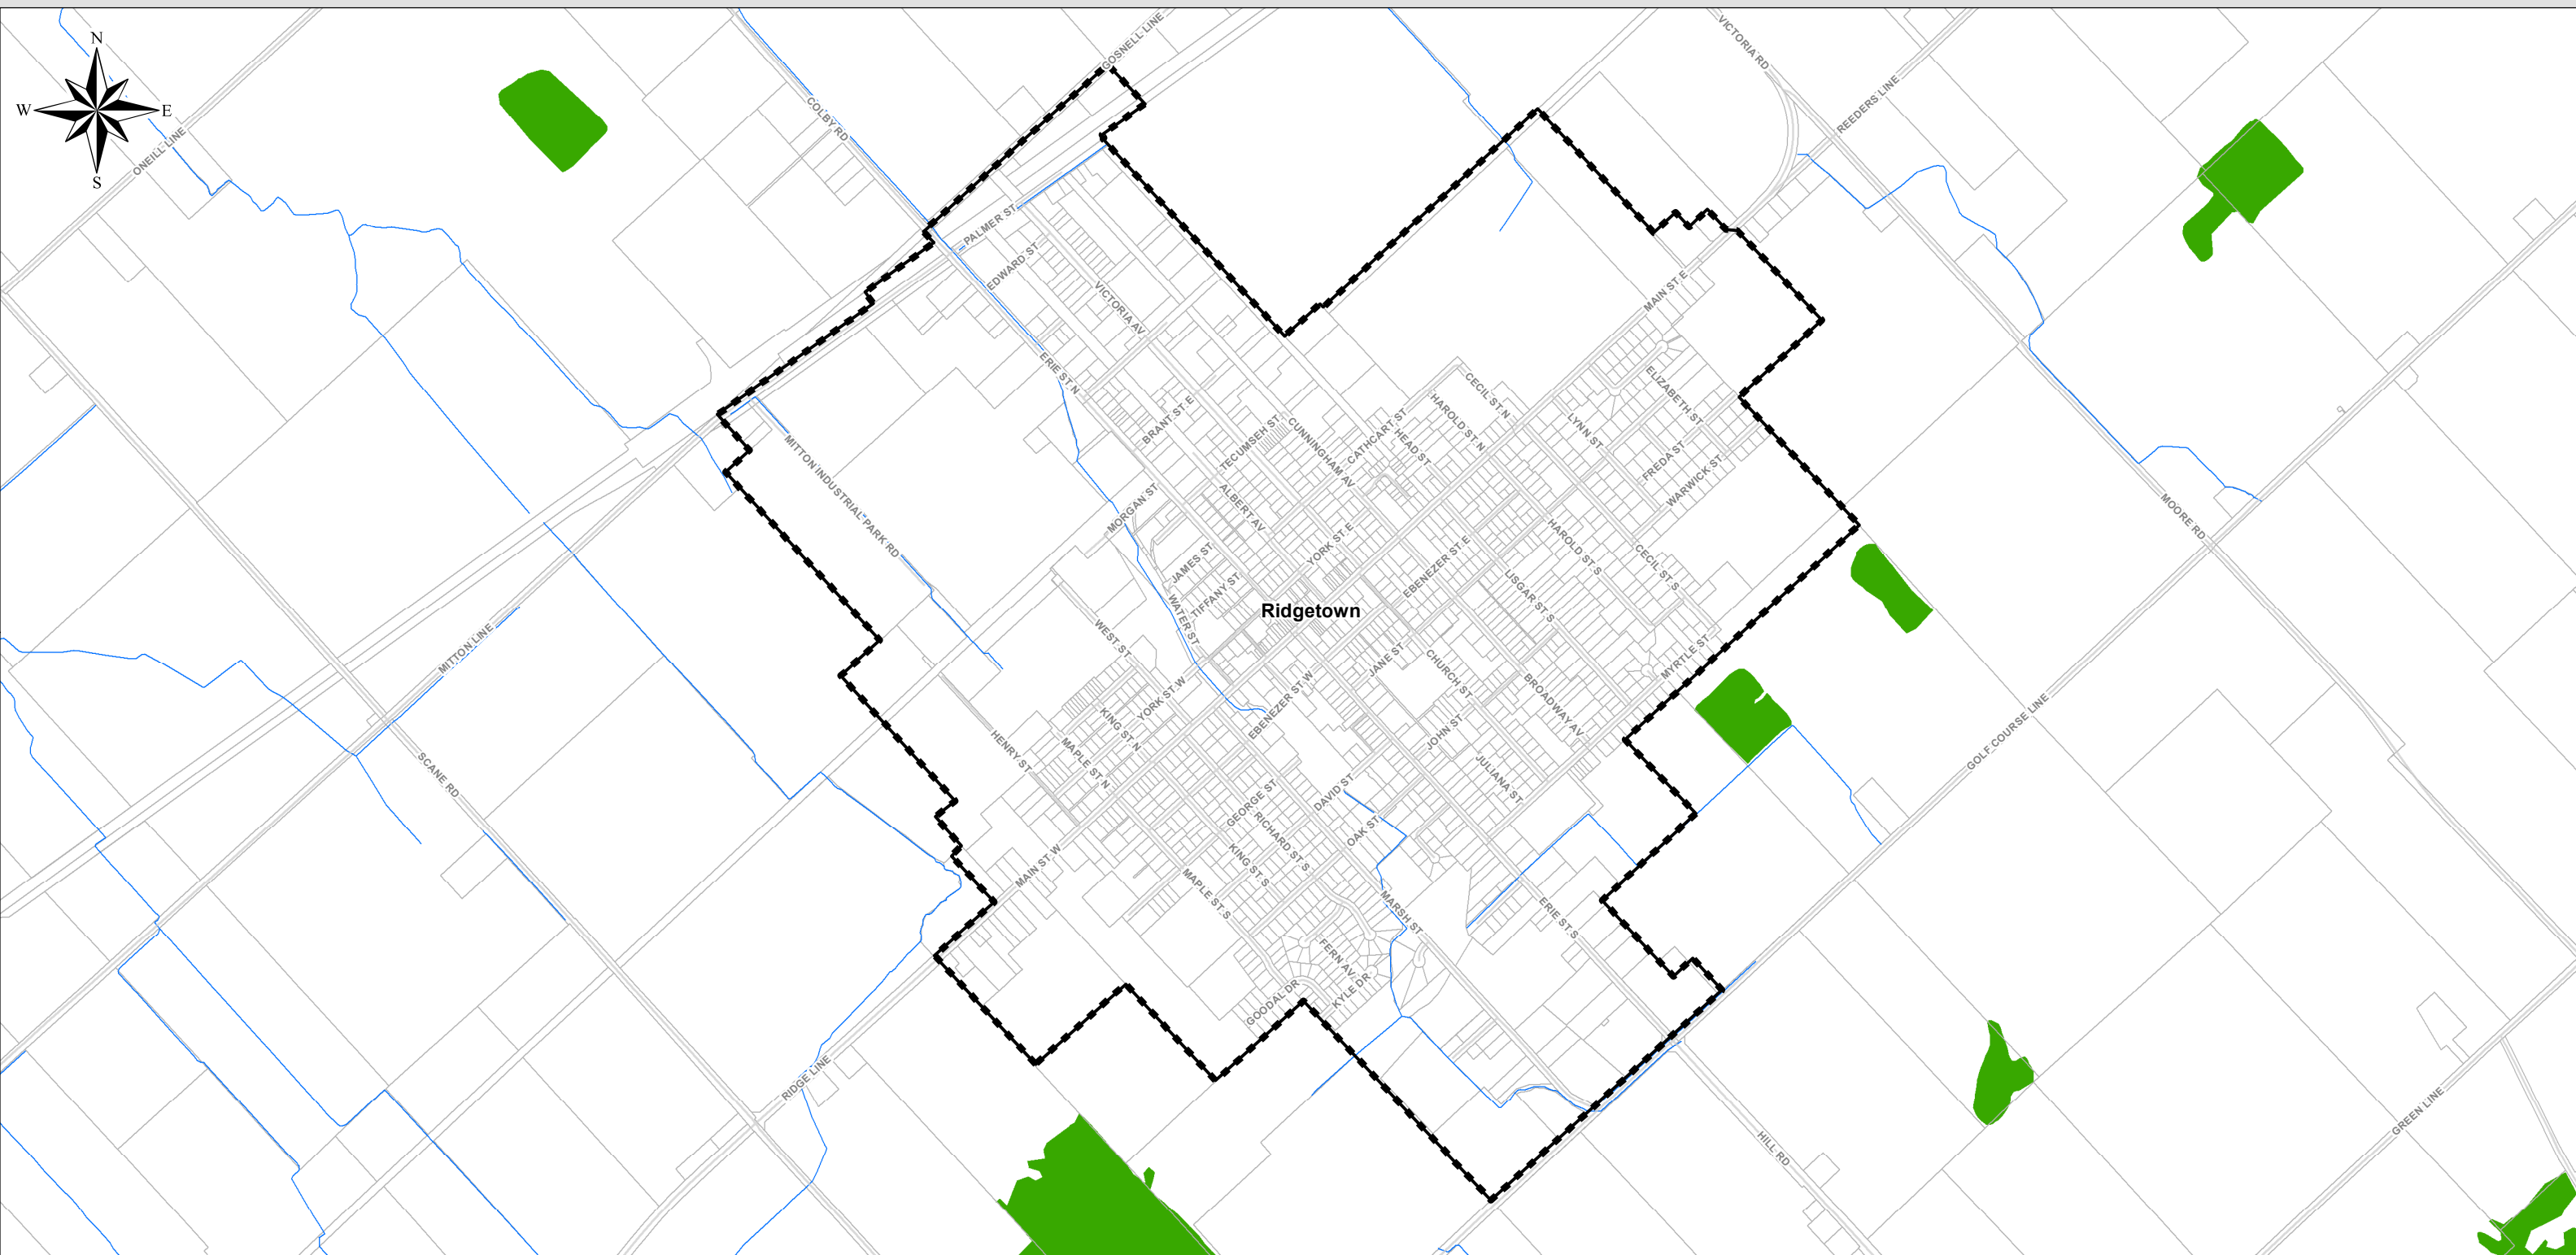 GOSNELL LINE
VICTORIA RD
N
W
E
S
COLBY RD
REEDERS LINE
ONEILL LINE
PALMER ST
EDWARD ST
VICTORIA AV
MAIN ST E
ERIE ST N
CECIL ST N
ELIZABETH ST
BRANT ST E
HAROLD ST N
LYNN ST
TECUMSEH ST
CUNNINGHAM AV
CATHCART ST
HEAD ST
FREDA ST
WARWICK ST
MITTON INDUSTRIAL PARK RD
MORGAN ST
ALBERT AV
MOORE RD
YORK ST E
HAROLD ST S
JAMES ST
EBENEZER ST E
CECIL ST S
TIFFANY ST
LISGAR ST S
WATER ST
Ridgetown
MITTON LINE
WEST ST
JANE ST
CHURCH ST
MYRTLE ST
YORK ST W
EBENEZER ST W
BROADWAY AV
KING ST N
HENRY ST
MAPLE ST N
JOHN ST
GOLF COURSE LINE
SCANE RD
JULIANA ST
GEORGE ST
DAVID ST
RICHARD ST S
OAK ST
MAIN ST W
KING ST S
MAPLE ST S
MARSH ST
ERIE ST S
FERN AV
KYLE DR
GOODAL DR
RIDGE LINE
HILL RD
GREEN LINE